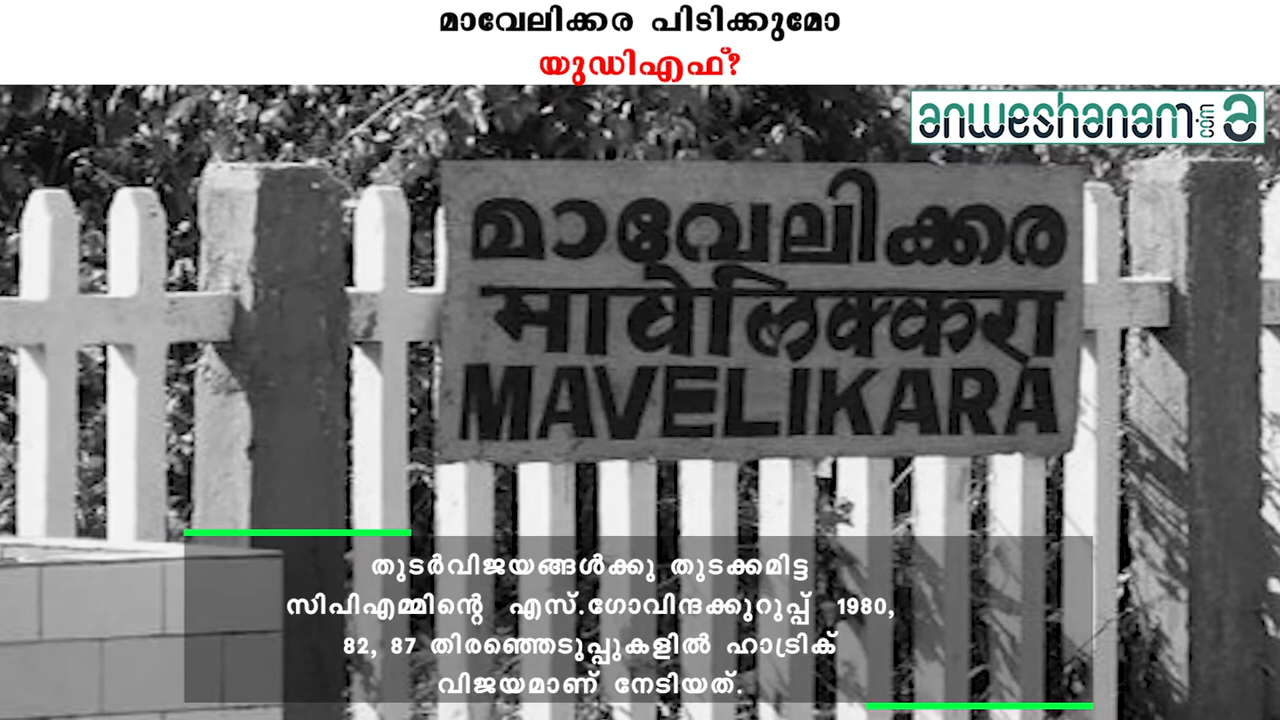 മാവേലിക്കര പിടിക്കുമോ
യുഡിഎഫ്?
anweshanam.com a
മാവേലിക്കര
मावेलिक्करा
MAVELIKARA
തുടർവിജയങ്ങൾക്കു തുടക്കമിട്ട
സിപിഎമ്മിന്റെ എസ്.ഗോവിന്ദക്കുറുപ്പ് 1980,
82, 87 തിരഞ്ഞെടുപ്പുകളിൽ ഹാട്രിക്
വിജയമാണ് നേടിയത്.